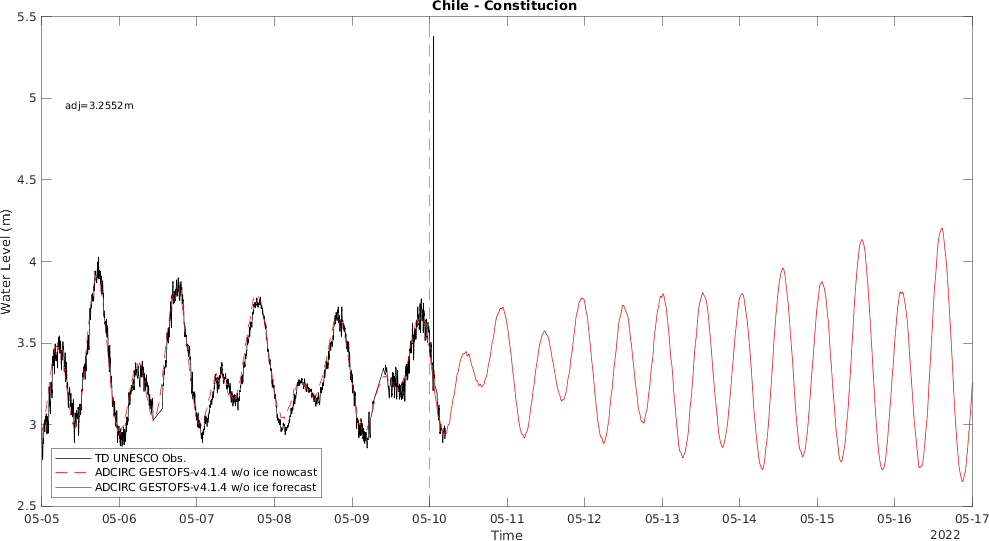 Chile - Constitucion
5.5
5
4.5
4
3.5
3
2.5
Water Level (m)
adj=3.2552m
TD UNESCO Obs.
ADCIRC GESTOFS-v4.1.4 w/o ice nowcast
ADCIRC GESTOFS-v4.1.4 w/o ice forecast
05-05 05-06 05-07 05-08 05-09 05-10 05-11 05-12 05-13 05-14 05-15 05-16 05-17
Time
2022